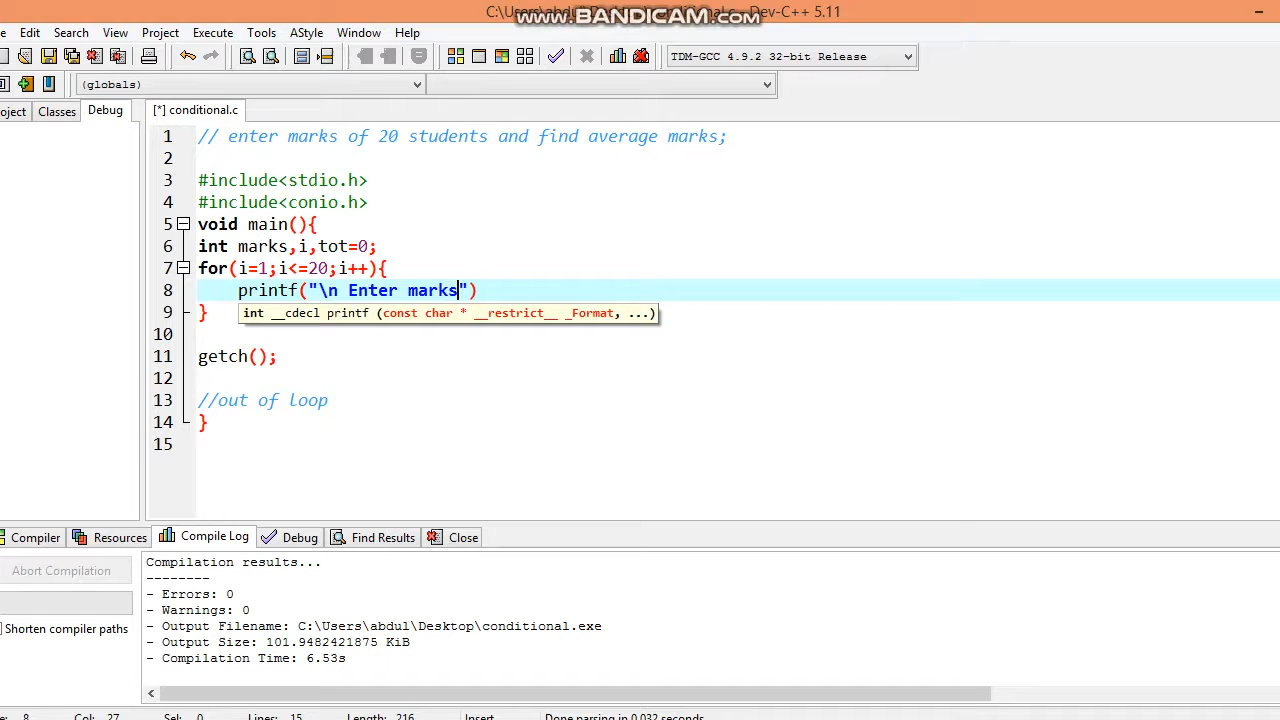 C:\Users\abdul\De Dev-C++ 5.11
www.BANDICAM.com
Edit Search View Project Execute Tools AStyle Window Help
TDM-GCC 4.9.2 32-bit Release
(globals)
oject Classes Debug [*] conditional.c
1 // enter marks of 20 students and find average marks;
2
3 #include<stdio.h>
4 #include<conio.h>
5 void main(){
6 int marks,i,tot=0;
7 for(i=1;i<=20;i++){
8 printf("\n Enter marks")
9 }
int __cdecl printf (const char * __restrict__ _Format, ...)
10
11 getch();
12
13 //out of loop
14 }
15
Compiler Resources Compile Log Debug Find Results Close
Abort Compilation
Shorten compiler paths
Compilation results...
--------
- Errors: 0
- Warnings: 0
- Output Filename: C:\Users\abdul\Desktop\conditional.exe
- Output Size: 101.9482421875 KiB
- Compilation Time: 6.53s
8 Col: 27 Sel: 0 Lines: 15 Length: 216 Insert Done parsing in 0.032 seconds